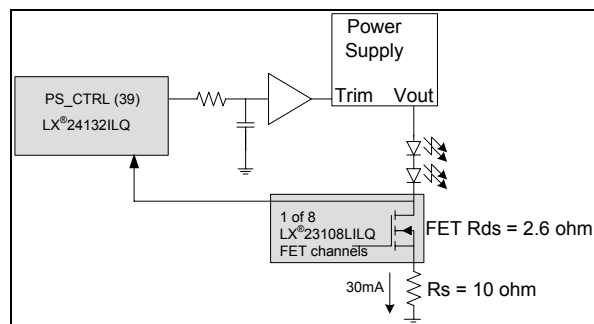 Power
Supply
Trim Vout
PS_CTRL (39)
LX®24132ILQ
1 of 8
LX®23108LILQ
FET channels
FET Rds = 2.6 ohm
30mA
Rs = 10 ohm